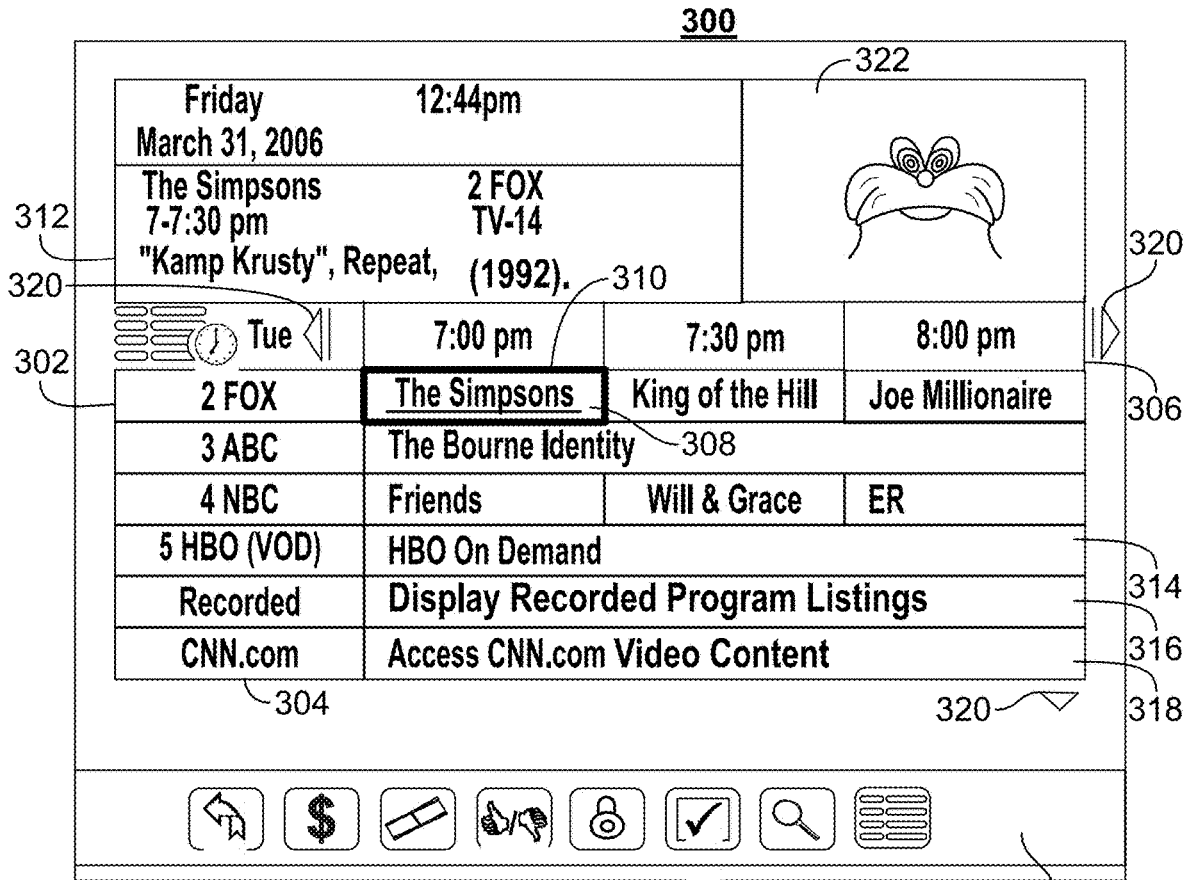 300
322
Friday 12:44pm
March 31, 2006
The Simpsons 2 FOX
7-7:30 pm TV-14
"Kamp Krusty", Repeat, (1992).
312
320
310
320
Tue 7:00 pm 7:30 pm 8:00 pm
302
2 FOX The Simpsons King of the Hill Joe Millionaire
306
3 ABC The Bourne Identity
308
4 NBC Friends Will & Grace ER
5 HBO (VOD) HBO On Demand
314
Recorded Display Recorded Program Listings
316
CNN.com Access CNN.com Video Content
304
320
318
$